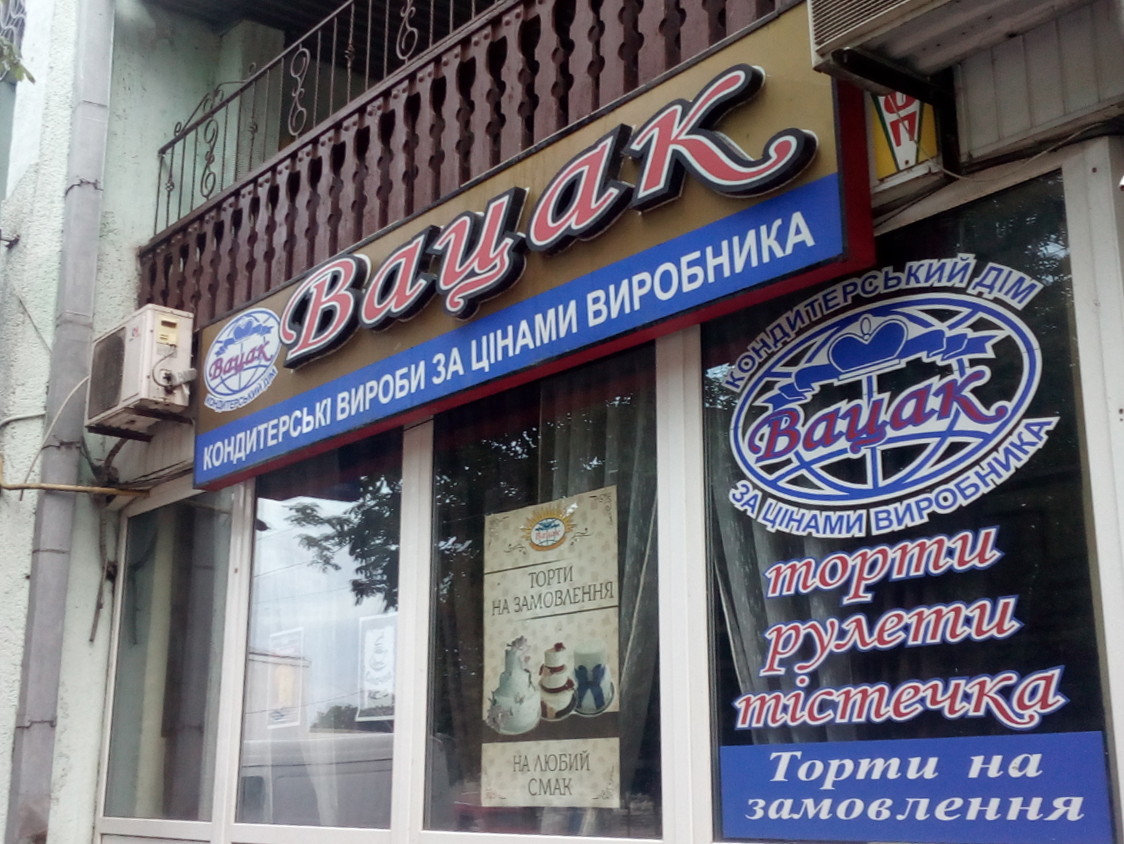 Вацак
Вацак
КОНДИТЕРСЬКИЙ ДІМ
КОНДИТЕРСЬКІ ВИРОБИ ЗА ЦІНАМИ ВИРОБНИКА
КОНДИТЕРСЬКИЙ ДІМ
Вацак
ЗА ЦІНАМИ ВИРОБНИКА
торти
рулети
тістечка
Торти на
замовлення
Вацак
ТОРТИ
НА ЗАМОВЛЕННЯ
НА ЛЮБИЙ
СМАК